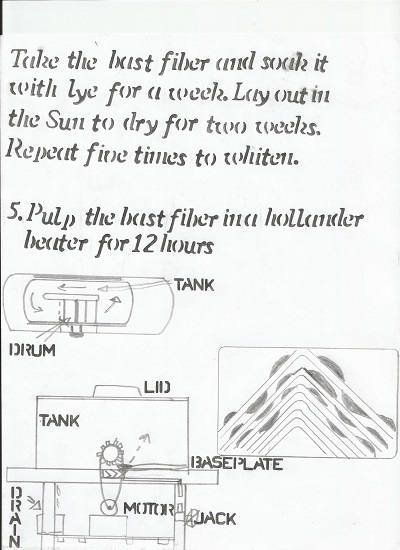 Take the bast fiber and soak it
with lye for a week. Lay out in
the Sun to dry for two weeks.
Repeat five times to whiten.
5. Pulp the bast fiber in a hollander
beater for 12 hours
TANK
DRUM
LID
TANK
BASEPLATE
DRAIN
MOTOR
JACK